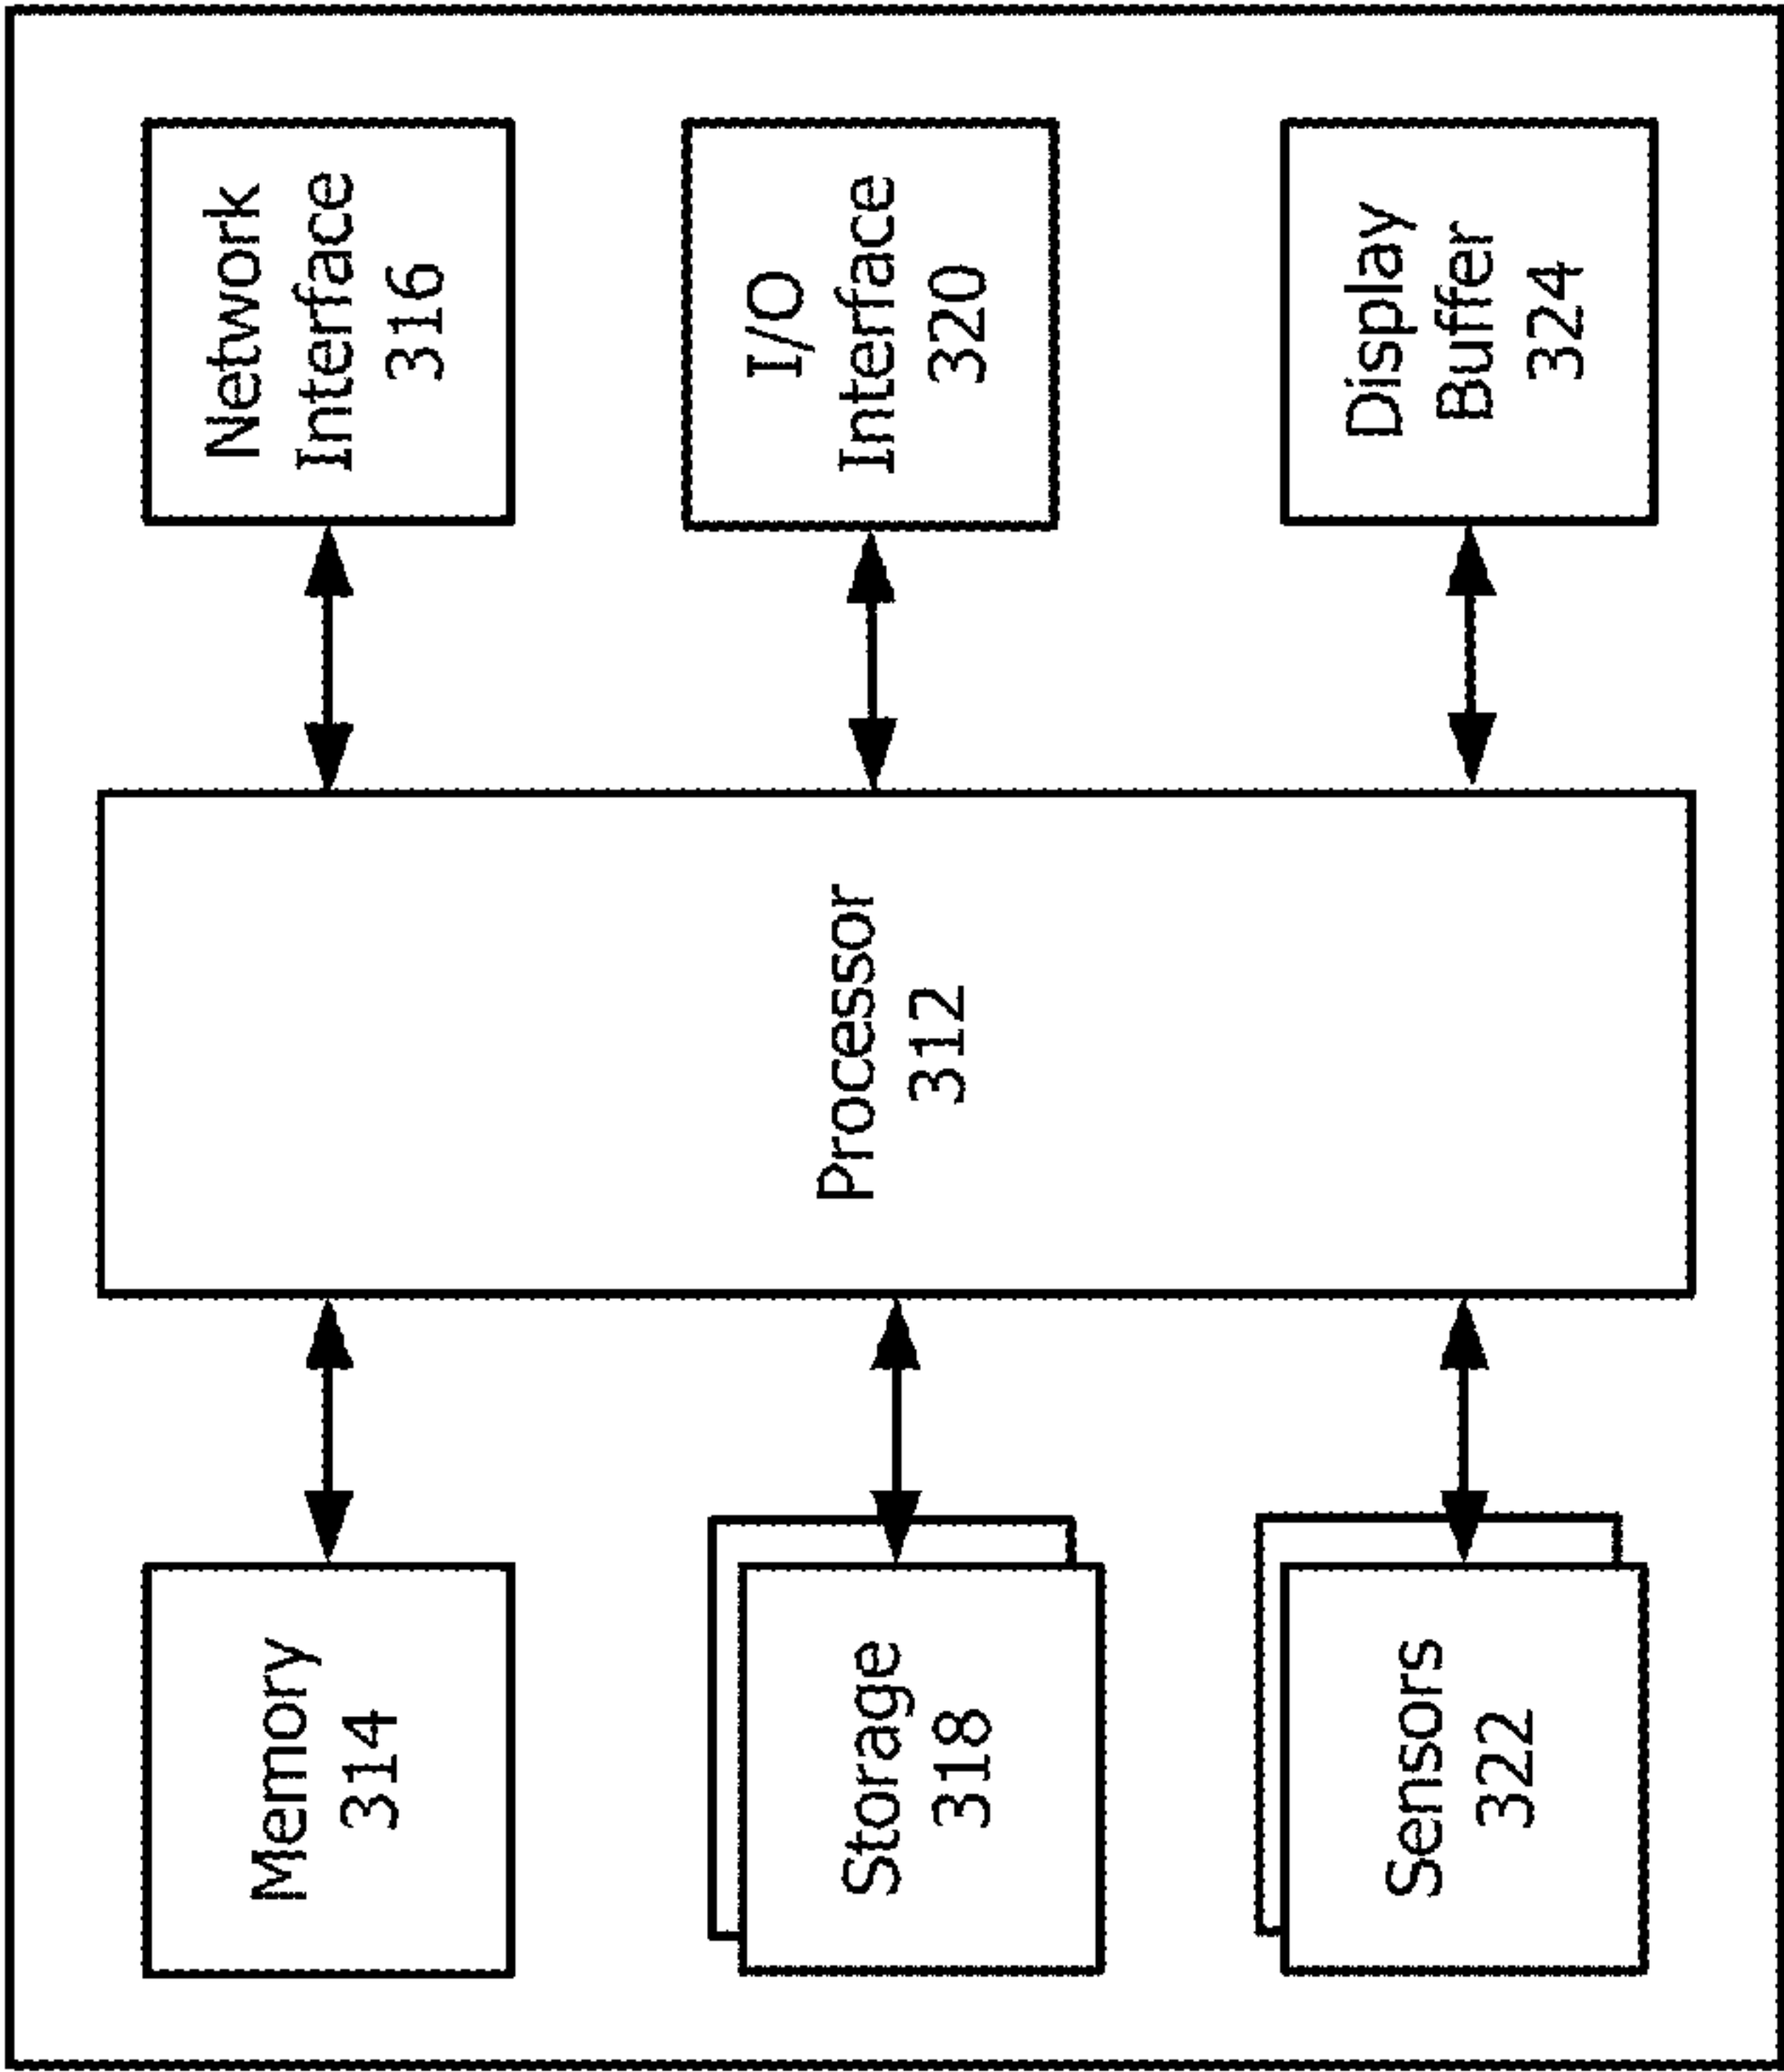 Memory
314
Storage
318
Sensors
322
Processor
312
Network
Interface
316
I/O
Interface
320
Display
Buffer
324